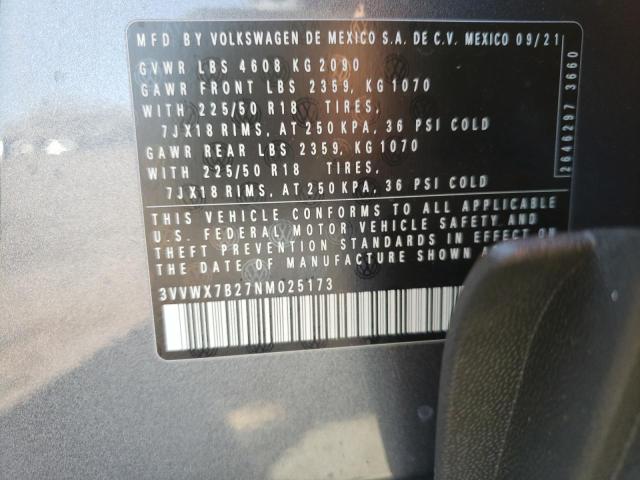 MFD BY VOLKSWAGEN DE MEXICO S.A. DE C.V. MEXICO 09/21
GVWR LBS 4608 KG 2090
GAWR FRONT LBS 2359, KG 1070
WITH 225/50 R18 TIRES,
7JX18 RIMS, AT 250 KPA, 36 PSI COLD
GAWR REAR LBS 2359, KG 1070
WITH 225/50 R18 TIRES,
7JX18 RIMS, AT 250 KPA, 36 PSI COLD
THIS VEHICLE CONFORMS TO ALL APPLICABLE
U.S. FEDERAL MOTOR VEHICLE SAFETY AND
THEFT PREVENTION STANDARDS IN EFFECT ON
THE DATE OF MANUFACTURE SHOWN
3VVWX7B27NM025173
2646297 3660